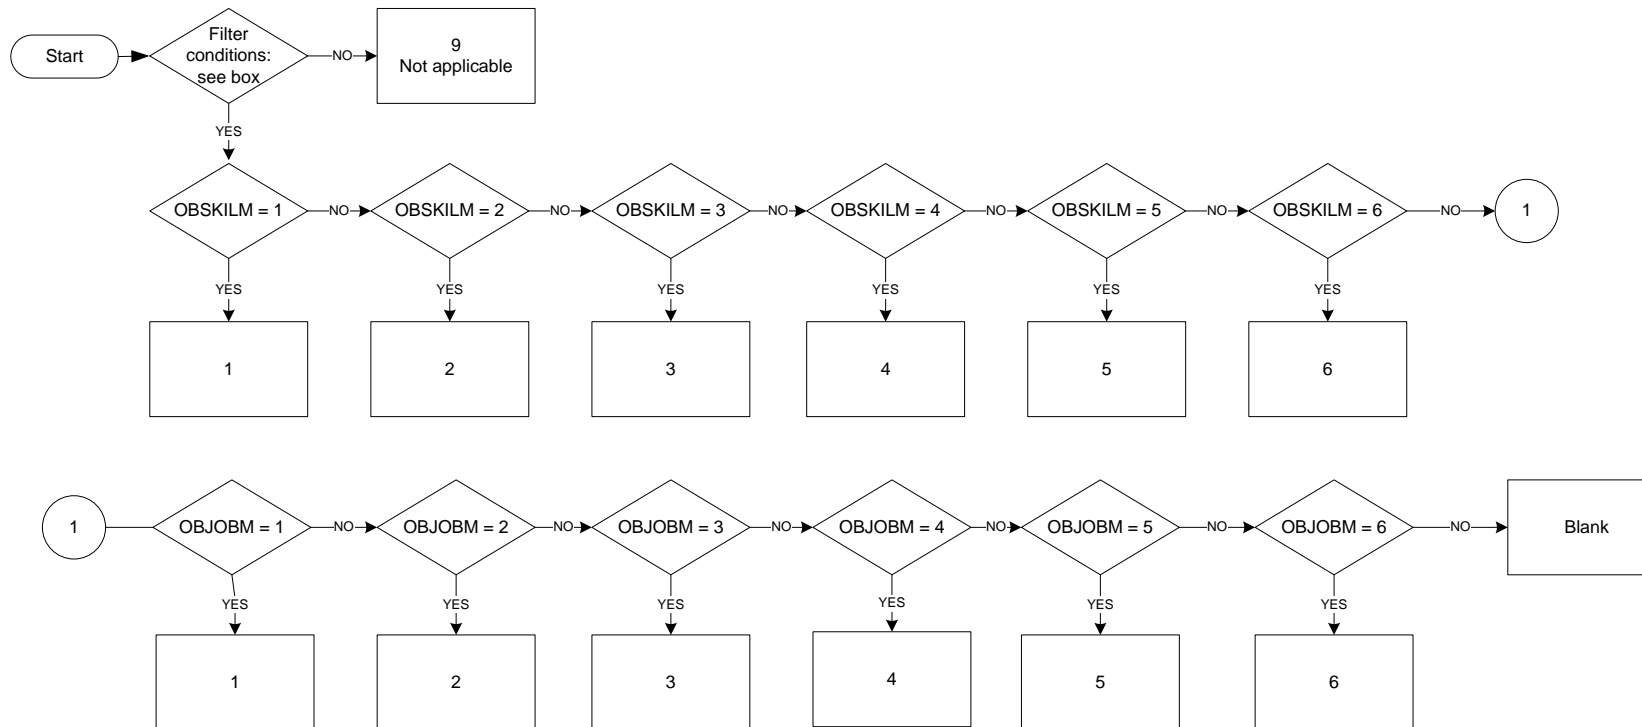 Start
Filter
conditions:
see box
NO
9
Not applicable
YES
OBSKILM = 1
NO
OBSKILM = 2
NO
OBSKILM = 3
NO
OBSKILM = 4
NO
OBSKILM = 5
NO
OBSKILM = 6
NO
1
YES
YES
YES
YES
YES
YES
1
2
3
4
5
6
1
OBJOBM = 1
NO
OBJOBM = 2
NO
OBJOBM = 3
NO
OBJOBM = 4
NO
OBJOBM = 5
NO
OBJOBM = 6
NO
Blank
YES
YES
YES
YES
YES
YES
1
2
3
4
5
6